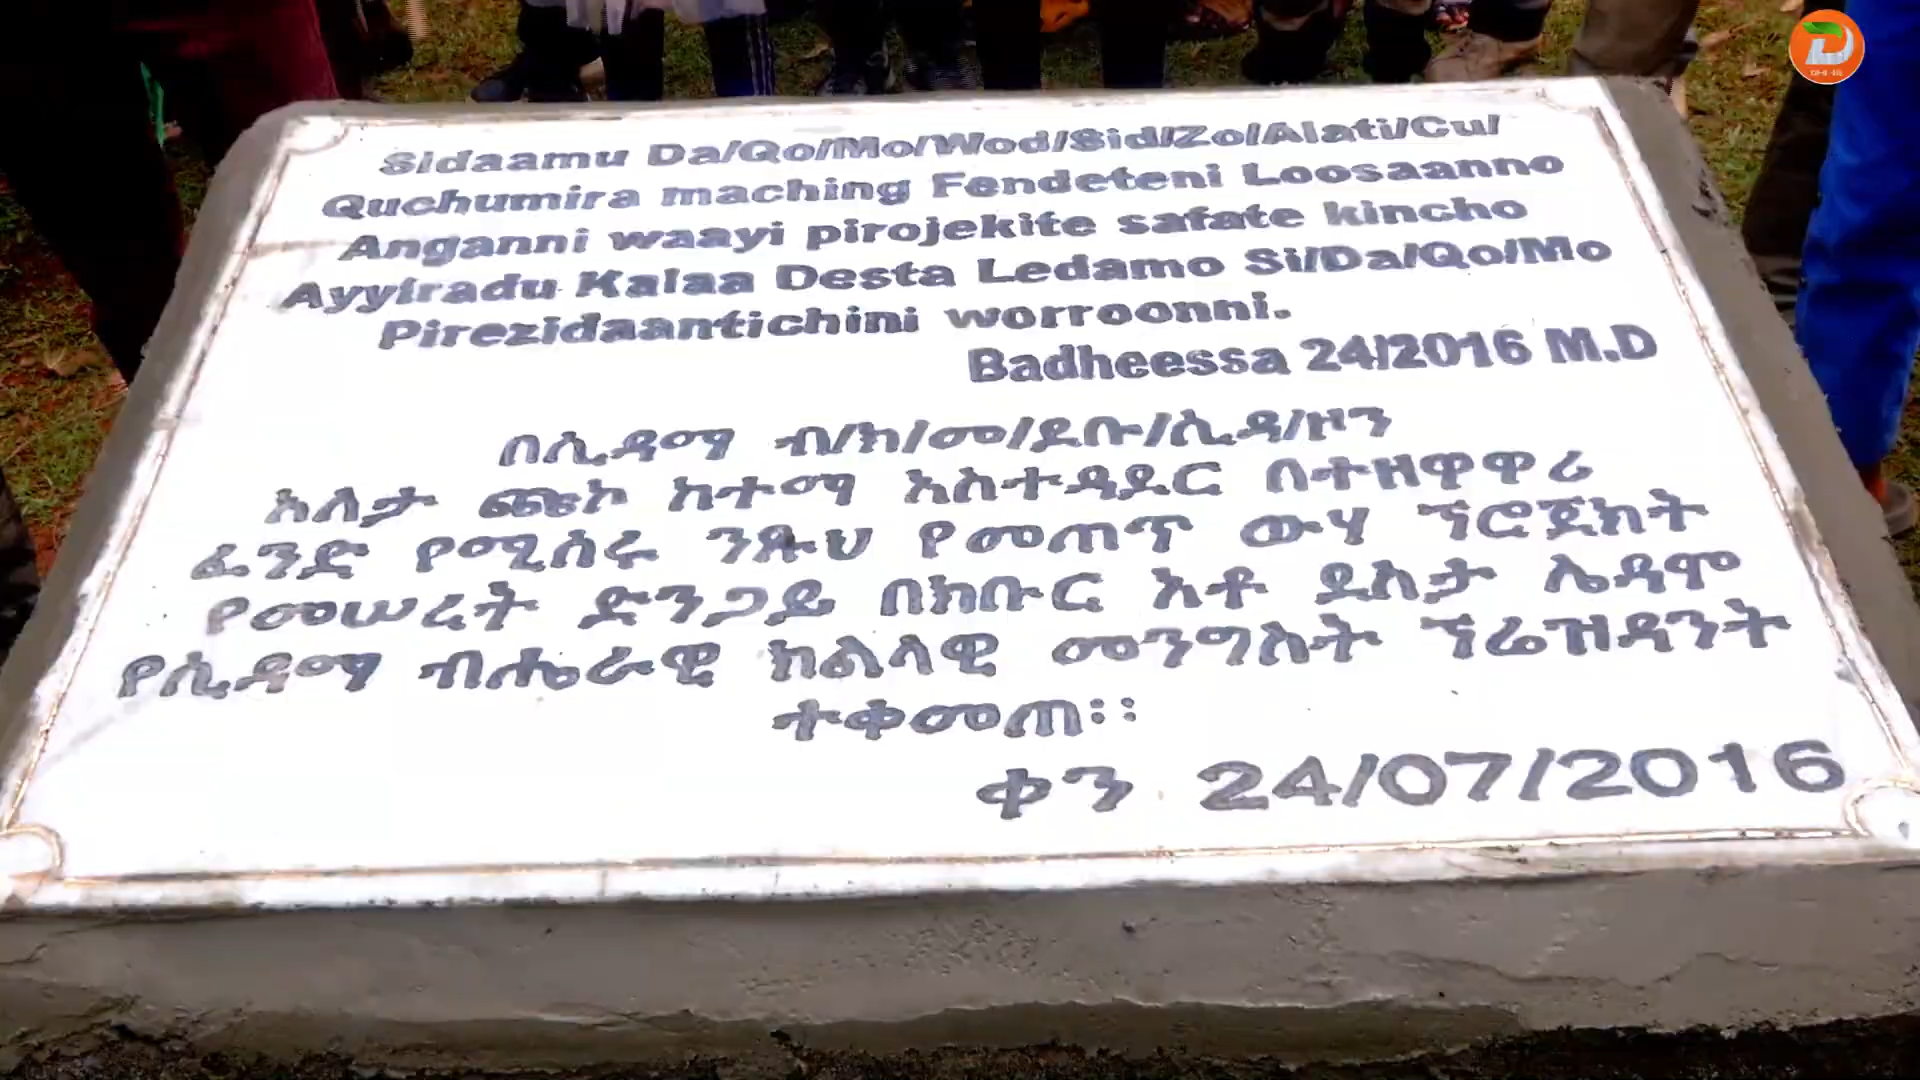 Sidaamu Da/Qo/Mo/Wod/Sid/Zo/Alati/Cu/
Quchumira maching Fendeteni Loosaanno
Anganni waayi pirojekite safate kincho
Ayyiradu Kalaa Desta Ledamo Si/Da/Qo/Mo
Pirezidaantichini worroonni.
Badheessa 24/2016 M.D
በሲዳማ ብ/ክ/መ/ደቡ/ሲዳ/ዞን
አለታ ጩኮ ከተማ አስተዳደር በተዘዋዋሪ
ፈንድ የሚሰሩ ንጹህ የመጠጥ ውሃ ኘሮጀክት
የመሠረት ድንጋይ በክቡር አቶ ደስታ ሌዳሞ
የሲዳማ ብሔራዊ ክልላዊ መንግስት ኘሬዝዳንት
ተቀመጠ፡፡
ቀን 24/07/2016